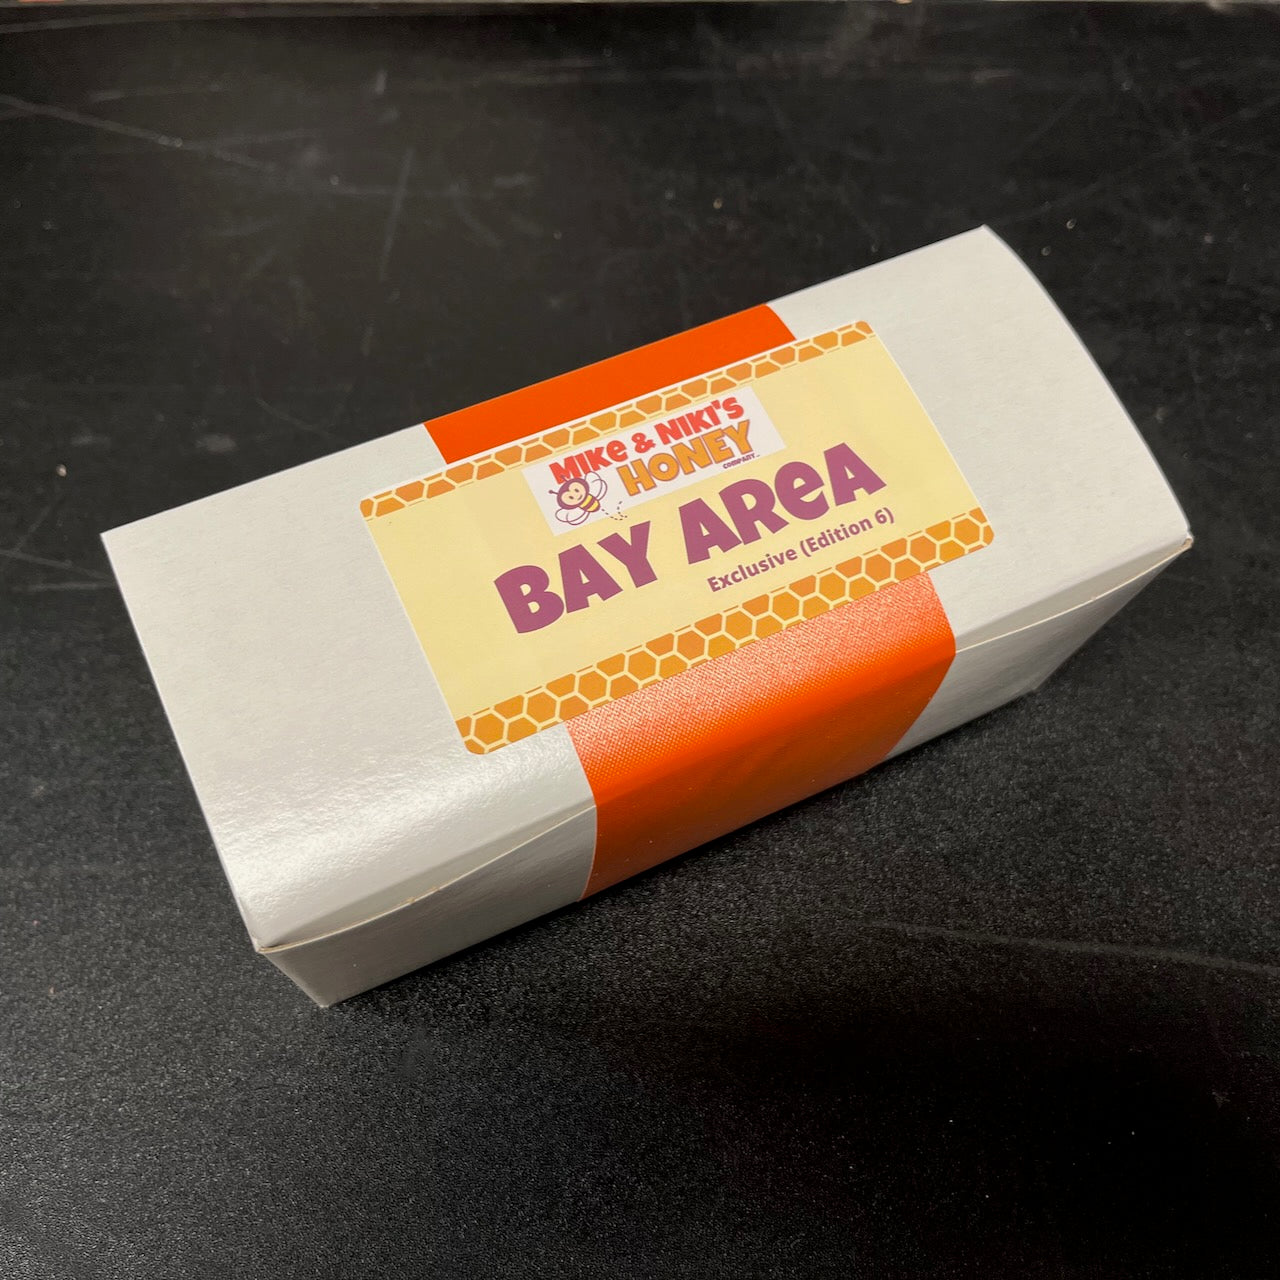 MIKe & NIKI'S
HONEY
COMPANY
BAY AReA
Exclusive (Edition 6)